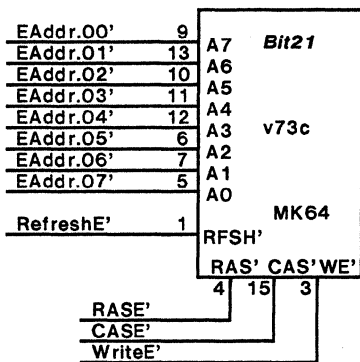 EAddr.00' 9 A7 Bit21
EAddr.01' 13 A6
EAddr.02' 10 A5
EAddr.03' 11 A4
EAddr.04' 12 A3 v73c
EAddr.05' 6 A2
EAddr.06' 7 A1
EAddr.07' 5 A0
MK64
RefreshE' 1 RFSH'
RAS' CAS' WE'
4 15 3
RASE'
CASE'
WriteE'